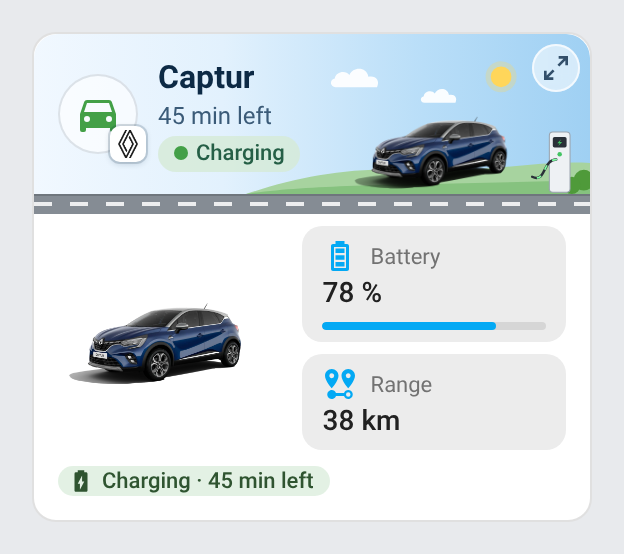 Captur
45 min left
Charging
Battery
78 %
Range
38 km
Charging · 45 min left